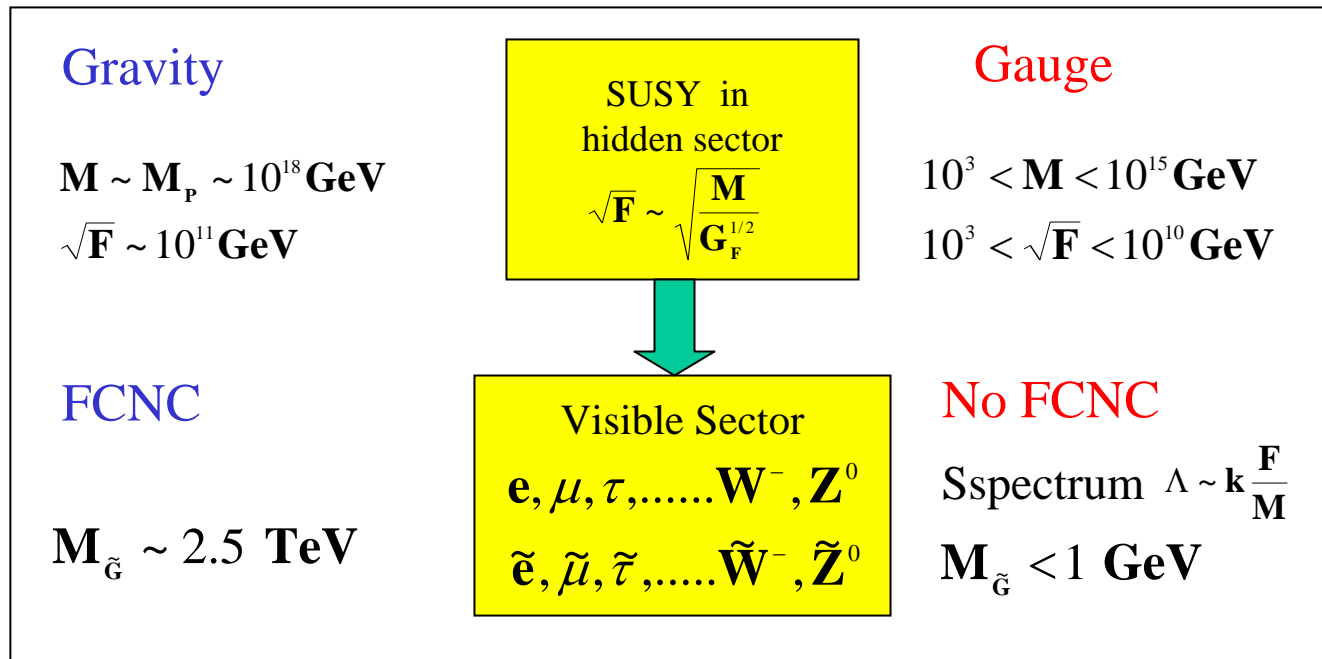 Gravity
M ~ M_P ~ 10^18 GeV
√F ~ 10^11 GeV
FCNC
M_G̃ ~ 2.5 TeV
SUSY in
hidden sector
√F ~ √(M / G_F^1/2)
Visible Sector
e, μ, τ,......W⁻, Z⁰
ẽ, μ̃, τ̃,.....W̃⁻, Z̃⁰
Gauge
10^3 < M < 10^15 GeV
10^3 < √F < 10^10 GeV
No FCNC
Sspectrum Λ ~ k F/M
M_G̃ < 1 GeV